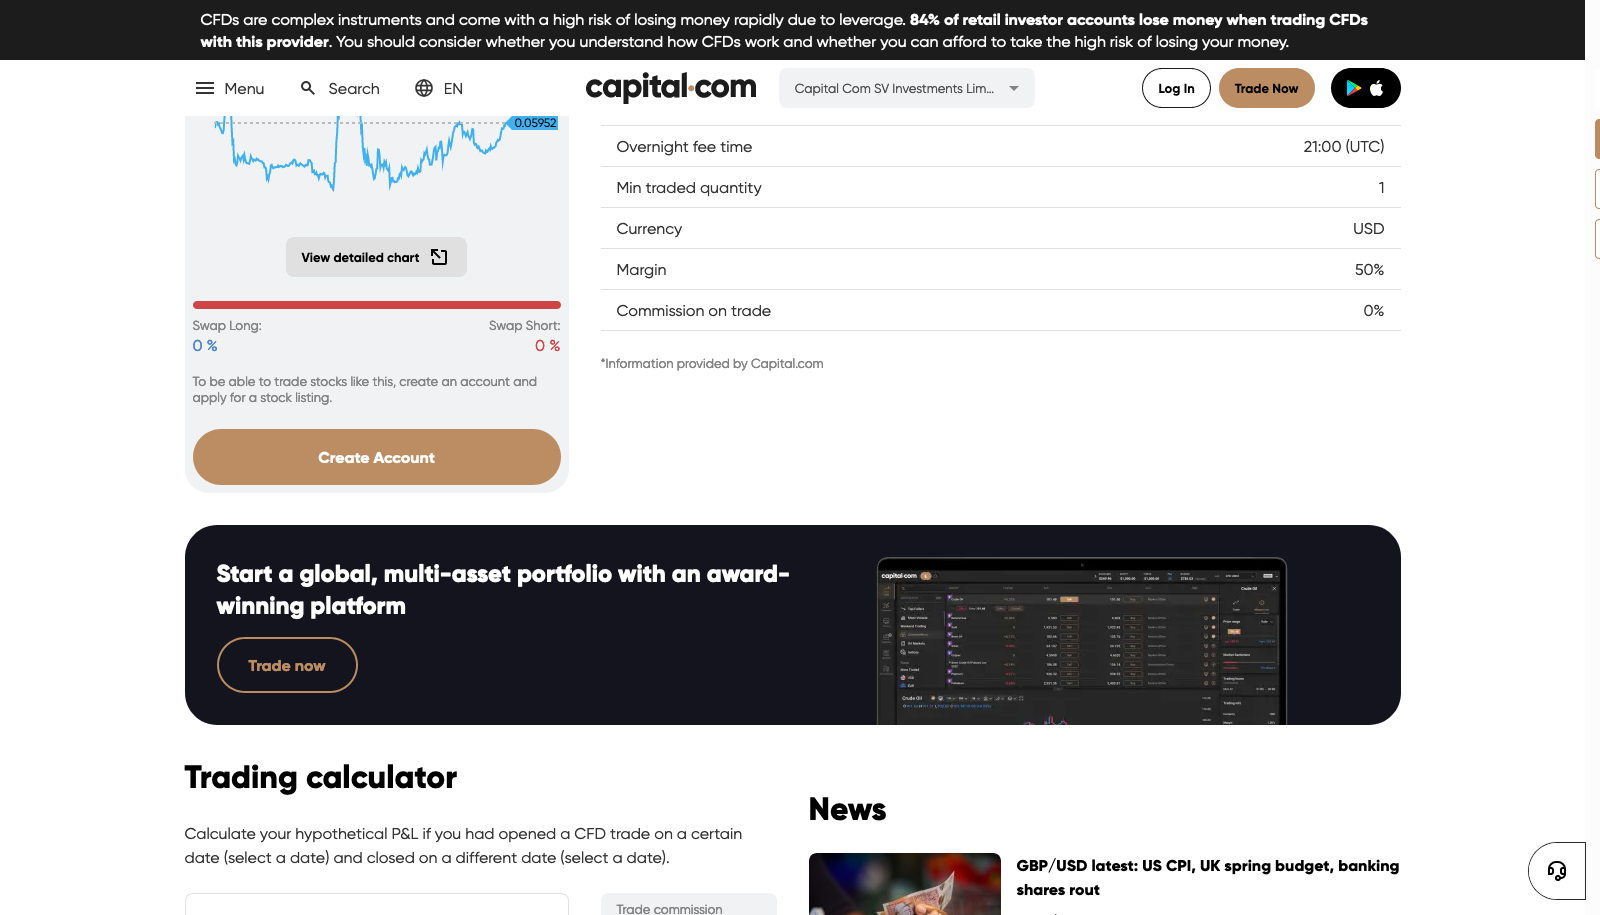 CFDs are complex instruments and come with a high risk of losing money rapidly due to leverage. 84% of retail investor accounts lose money when trading CFDs
with this provider. You should consider whether you understand how CFDs work and whether you can afford to take the high risk of losing your money.
Menu
Search
EN
capital.com
Capital Com SV Investments Lim...
Log In
Trade Now
0.05952
View detailed chart
Swap Long:
Swap Short:
0 %
0 %
To be able to trade stocks like this, create an account and
apply for a stock listing.
Create Account
Overnight fee time 21:00 (UTC)
Min traded quantity 1
Currency USD
Margin 50%
Commission on trade 0%
*Information provided by Capital.com
Start a global, multi-asset portfolio with an award-
winning platform
Trade now
capital.com
Crude Oil
Crude Oil
Trading calculator
Calculate your hypothetical P&L if you had opened a CFD trade on a certain
date (select a date) and closed on a different date (select a date).
Trade commission
News
GBP/USD latest: US CPI, UK spring budget, banking
shares rout